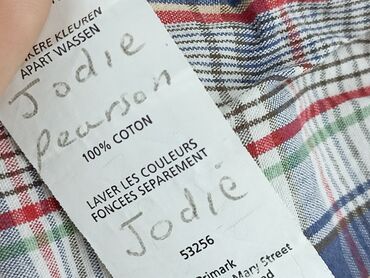 KERE KLEUREN
APART WASSEN
Jodie
Pearson
100% COTON
LAVER LES COULEURS
FONCEES SEPAREMENT
Jodie
53256
Primark
Mary Street